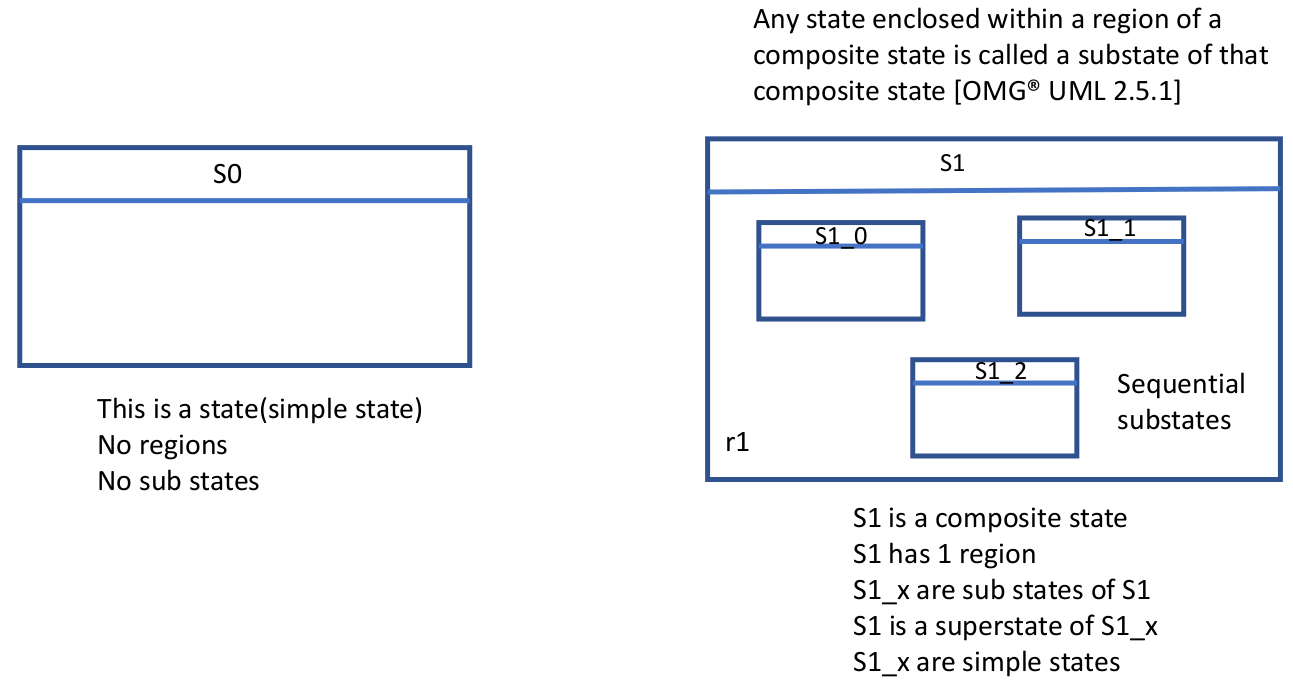 Any state enclosed within a region of a
composite state is called a substate of that
composite state [OMG® UML 2.5.1]
S0
This is a state(simple state)
No regions
No sub states
S1
S1_0
S1_1
S1_2
Sequential
substates
r1
S1 is a composite state
S1 has 1 region
S1_x are sub states of S1
S1 is a superstate of S1_x
S1_x are simple states